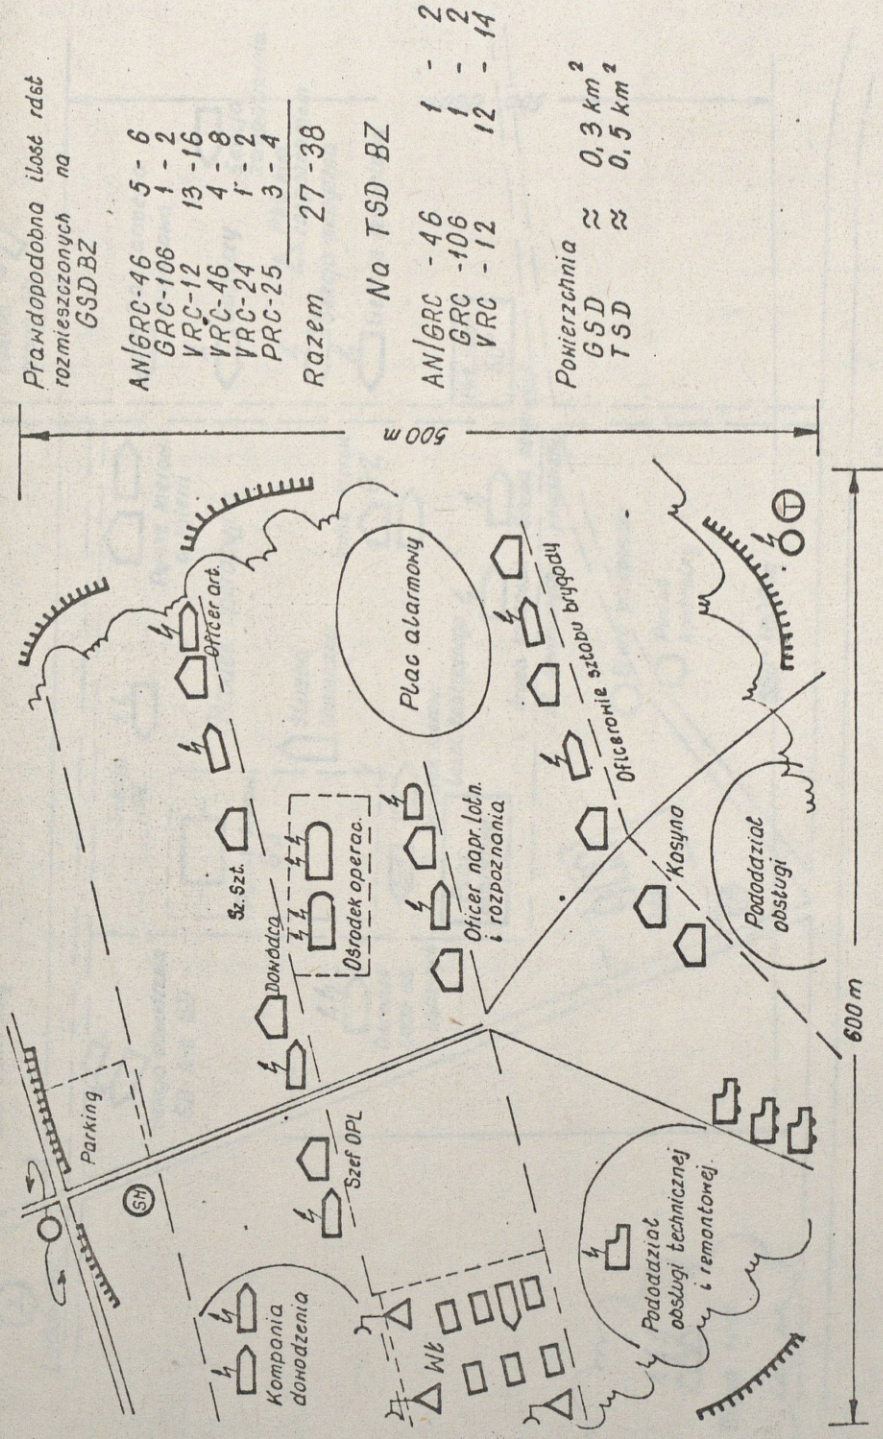 Prawdopodobna ilość rdst
rozmieszczonych na
GSD BZ
AN/GRC-46 5 - 6
GRC-106 1 - 2
VRC-12 13 - 16
VRC-46 4 - 8
VRC-24 1 - 2
PRC-25 3 - 4
Razem 27 - 38
Na TSD BZ
AN/GRC - 46 1 - 2
GRC - 106 1 - 2
VRC - 12 12 - 14
Powierzchnia
GSD ≈ 0,3 km²
TSD ≈ 0,5 km²
500 m
600 m
Parking
SM
Kompania
dowodzenia
Szef OPL
WŁ
Dowódca
Sz. Szt.
Oficer art.
Ośrodek operac.
Plac alarmowy
Oficer napr. lotn.
i rozpoznania
Oficerowie sztabu brygady
Kasyno
Pododdział
obsługi
Pododdział
obsługi technicznej
i remontowej.
T